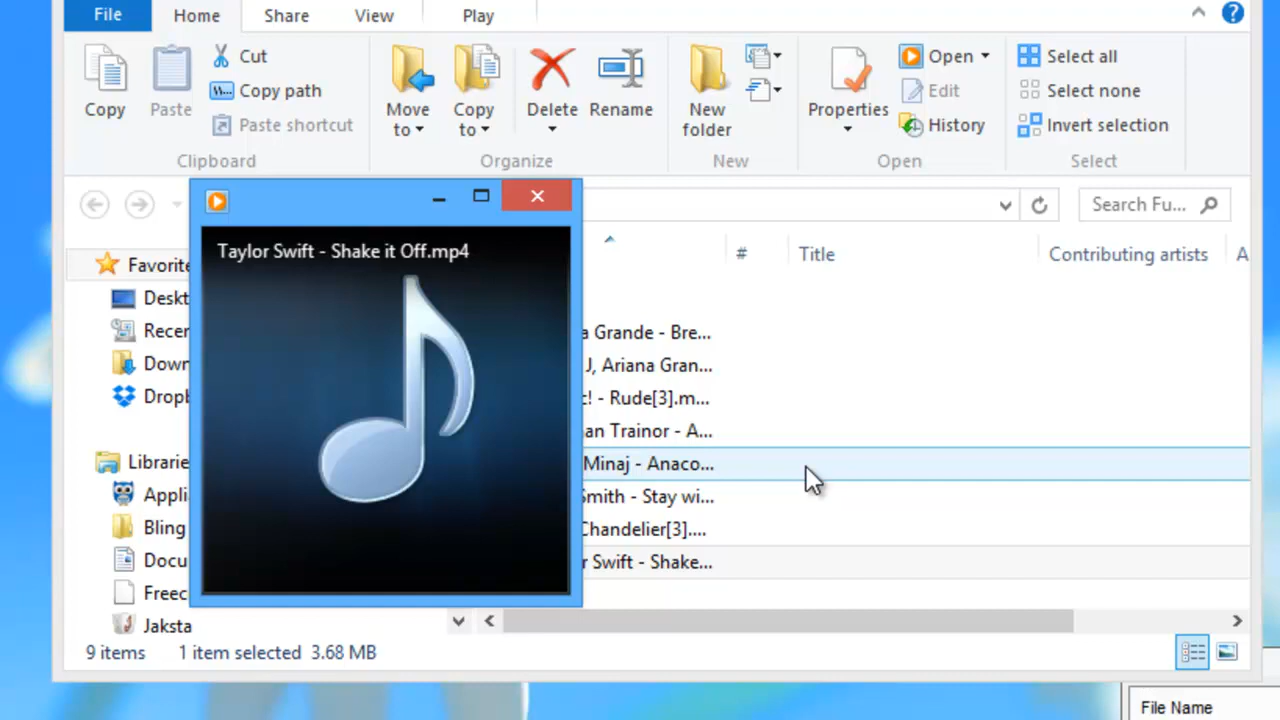 File Home Share View Play
Cut
Copy path
Paste shortcut
Copy Paste
Move to
Copy to
Delete Rename
New folder
Properties
Open
Edit
History
Select all
Select none
Invert selection
Clipboard Organize New Open Select
Search Fu...
Taylor Swift - Shake it Off.mp4
# Title Contributing artists A
Favorite
Deskt
Recen
Down
Dropb
Librarie
Appli
Bling
Docu
Freec
Jaksta
a Grande - Bre...
J, Ariana Gran...
c! - Rude[3].m...
an Trainor - A...
Minaj - Anaco...
Smith - Stay wi...
Chandelier[3]....
r Swift - Shake...
9 items 1 item selected 3.68 MB
File Name